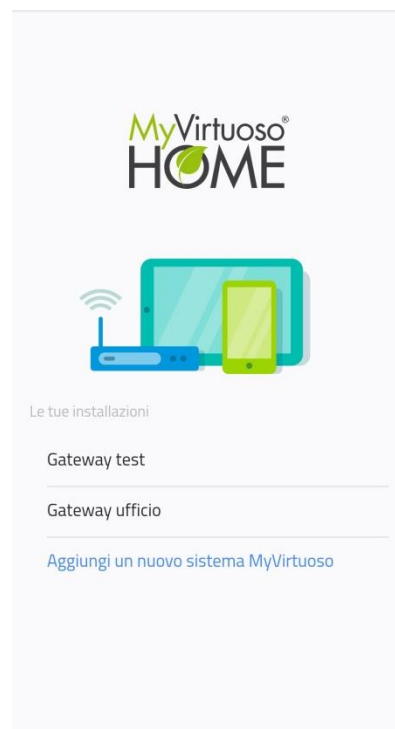 MyVirtuoso®
HOME
Le tue installazioni
Gateway test
Gateway ufficio
Aggiungi un nuovo sistema MyVirtuoso